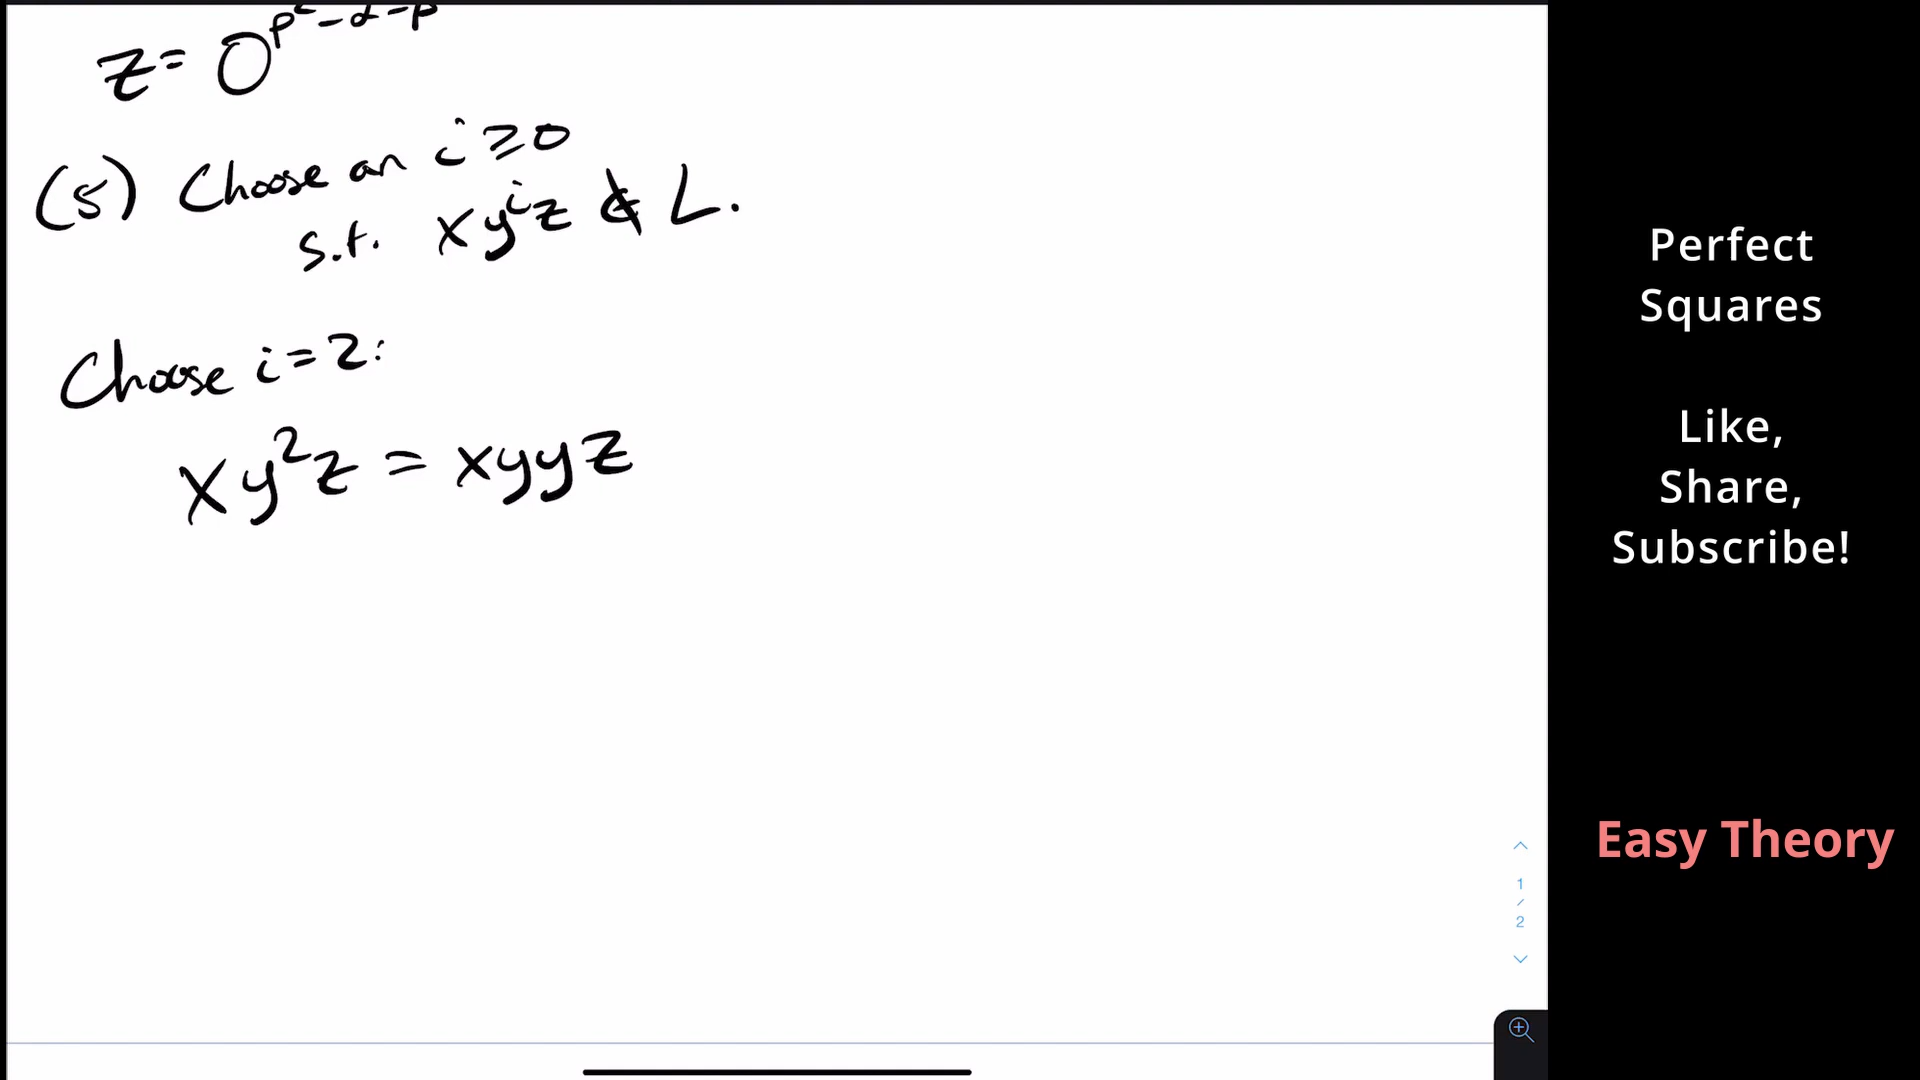 z = 0^{p^2-α-β}
(5) Choose an i ≥ 0
s.t. xy^iz ∉ L.
Choose i = 2:
xy^2z = xyyz
Perfect
Squares
Like,
Share,
Subscribe!
Easy Theory
1
/
2